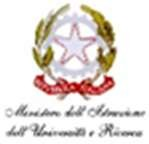 Ministero dell'Istruzione
dell'Università e Ricerca